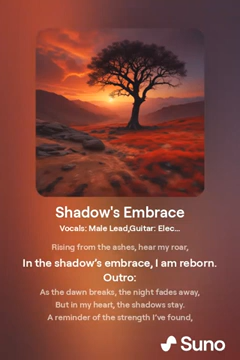 Shadow's Embrace
Vocals: Male Lead,Guitar: Elec...
Rising from the ashes, hear my roar,
In the shadow's embrace, I am reborn.
Outro:
As the dawn breaks, the night fades away,
But in my heart, the shadows stay.
A reminder of the strength I've found,
Suno